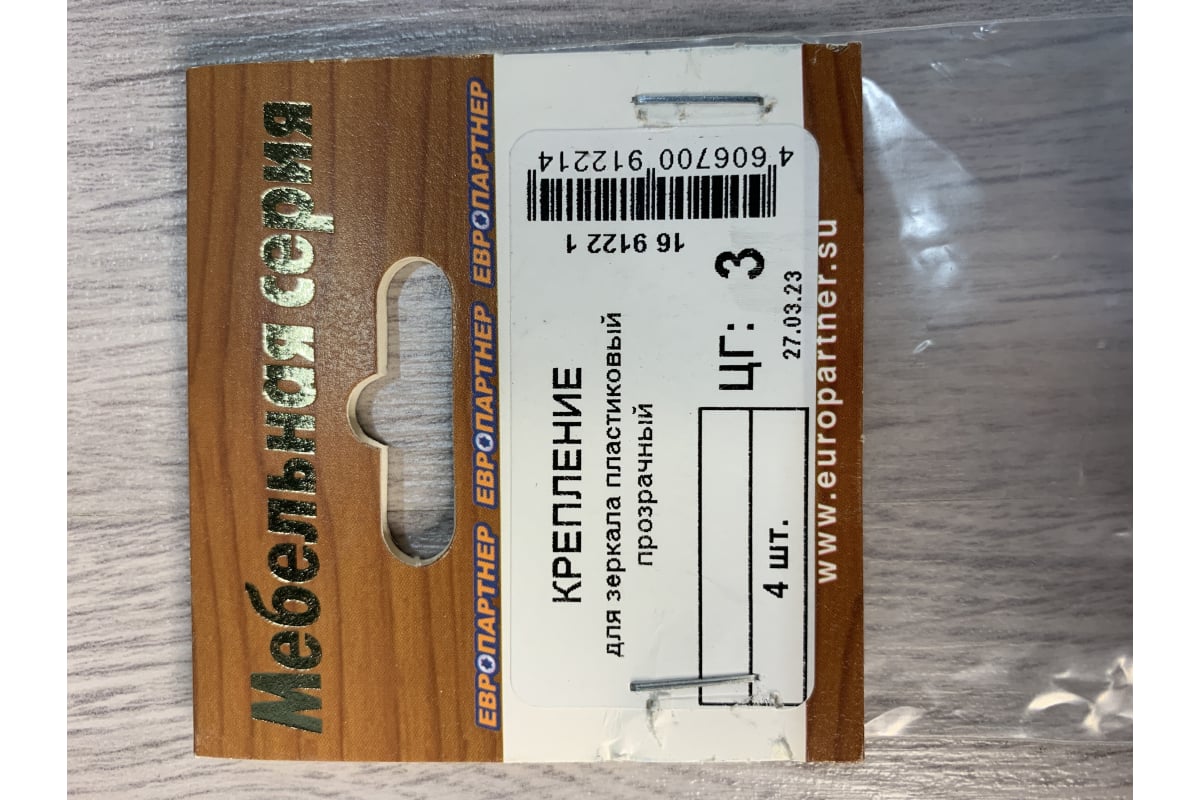 Мебельная серия
ЕВРОПАРТНЕР ЕВРОПАРТНЕР ЕВРОПАРТНЕР
КРЕПЛЕНИЕ
для зеркала пластиковый
прозрачный
4 606700 912214
16 9122 1
ЦГ: 3
4 шт.
27.03.23
www.europartner.su